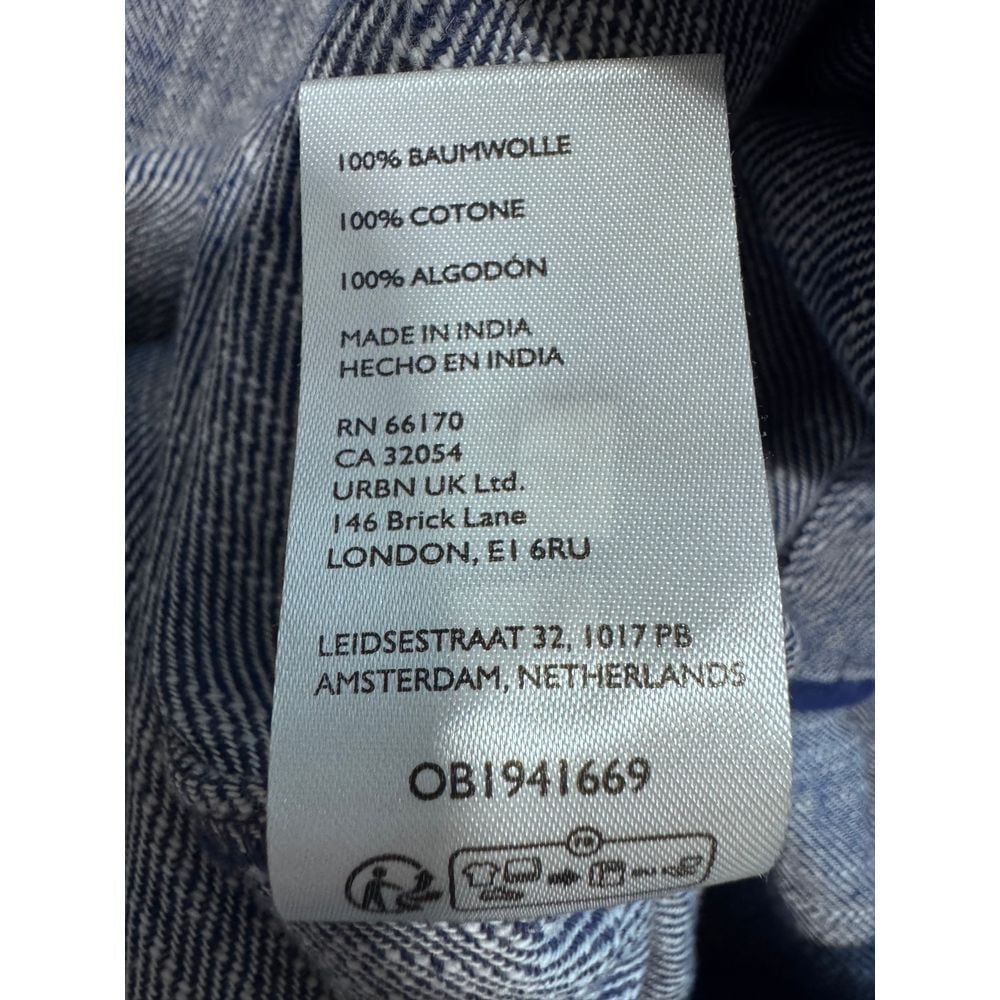 100% BAUMWOLLE
100% COTONE
100% ALGODÓN
MADE IN INDIA
HECHO EN INDIA
RN 66170
CA 32054
URBN UK Ltd.
146 Brick Lane
LONDON, E1 6RU
LEIDSESTRAAT 32, 1017 PB
AMSTERDAM, NETHERLANDS
OB1941669
FR